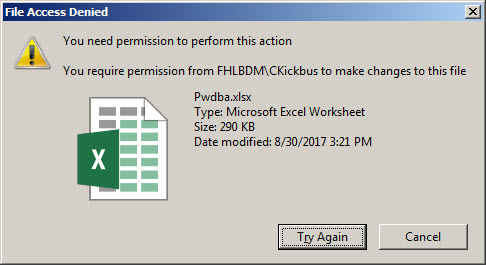 File Access Denied
You need permission to perform this action
You require permission from FHLBDM\CKickbus to make changes to this file
Pwdba.xlsx
Type: Microsoft Excel Worksheet
Size: 290 KB
Date modified: 8/30/2017 3:21 PM
X
Try Again
Cancel